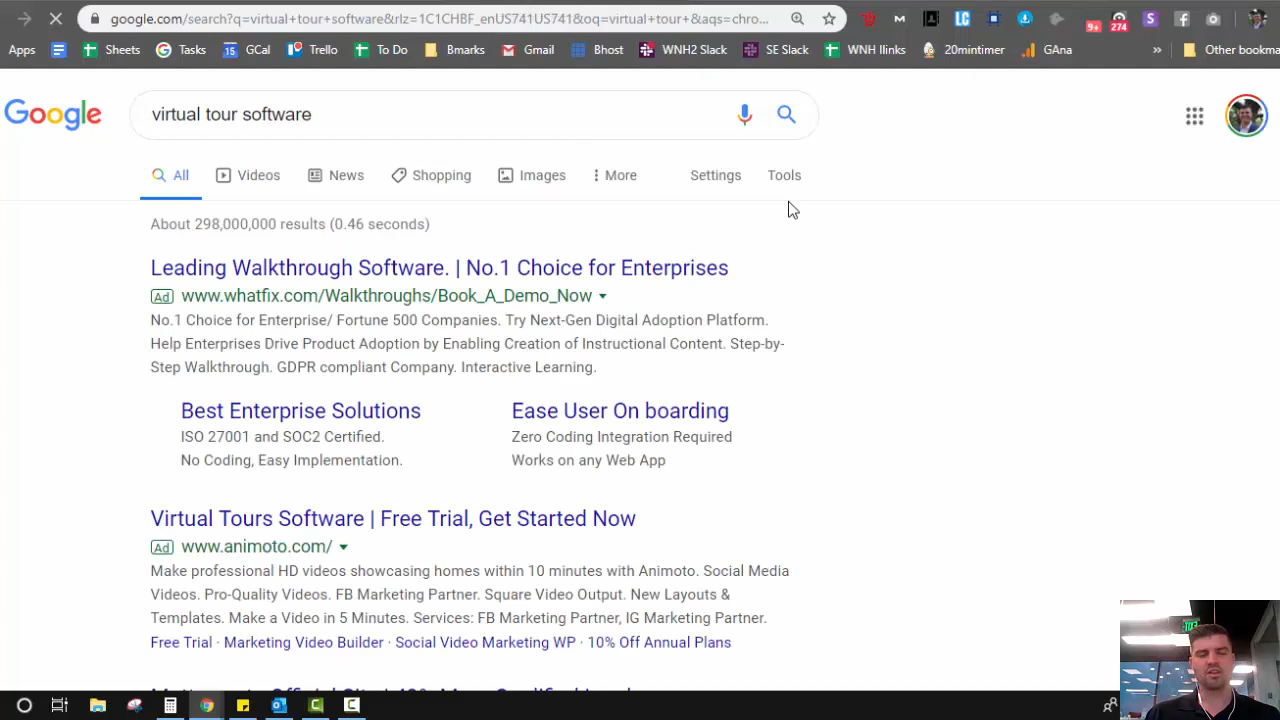 google.com/search?q=virtual+tour+software&rlz=1C1CHBF_enUS741US741&oq=virtual+tour+&aqs=chro...
LC
9+
274
S
Apps
Sheets
Tasks
15 GCal
Trello
To Do
Bmarks
Gmail
Bhost
WNH2 Slack
SE Slack
WNH llinks
20mintimer
GAna
»
Other bookma
Google
virtual tour software
All
Videos
News
Shopping
Images
More
Settings
Tools
About 298,000,000 results (0.46 seconds)
Leading Walkthrough Software. | No.1 Choice for Enterprises
Ad www.whatfix.com/Walkthroughs/Book_A_Demo_Now
No.1 Choice for Enterprise/ Fortune 500 Companies. Try Next-Gen Digital Adoption Platform.
Help Enterprises Drive Product Adoption by Enabling Creation of Instructional Content. Step-by-
Step Walkthrough. GDPR compliant Company. Interactive Learning.
Best Enterprise Solutions
ISO 27001 and SOC2 Certified.
No Coding, Easy Implementation.
Ease User On boarding
Zero Coding Integration Required
Works on any Web App
Virtual Tours Software | Free Trial, Get Started Now
Ad www.animoto.com/
Make professional HD videos showcasing homes within 10 minutes with Animoto. Social Media
Videos. Pro-Quality Videos. FB Marketing Partner. Square Video Output. New Layouts &
Templates. Make a Video in 5 Minutes. Services: FB Marketing Partner, IG Marketing Partner.
Free Trial · Marketing Video Builder · Social Video Marketing WP · 10% Off Annual Plans